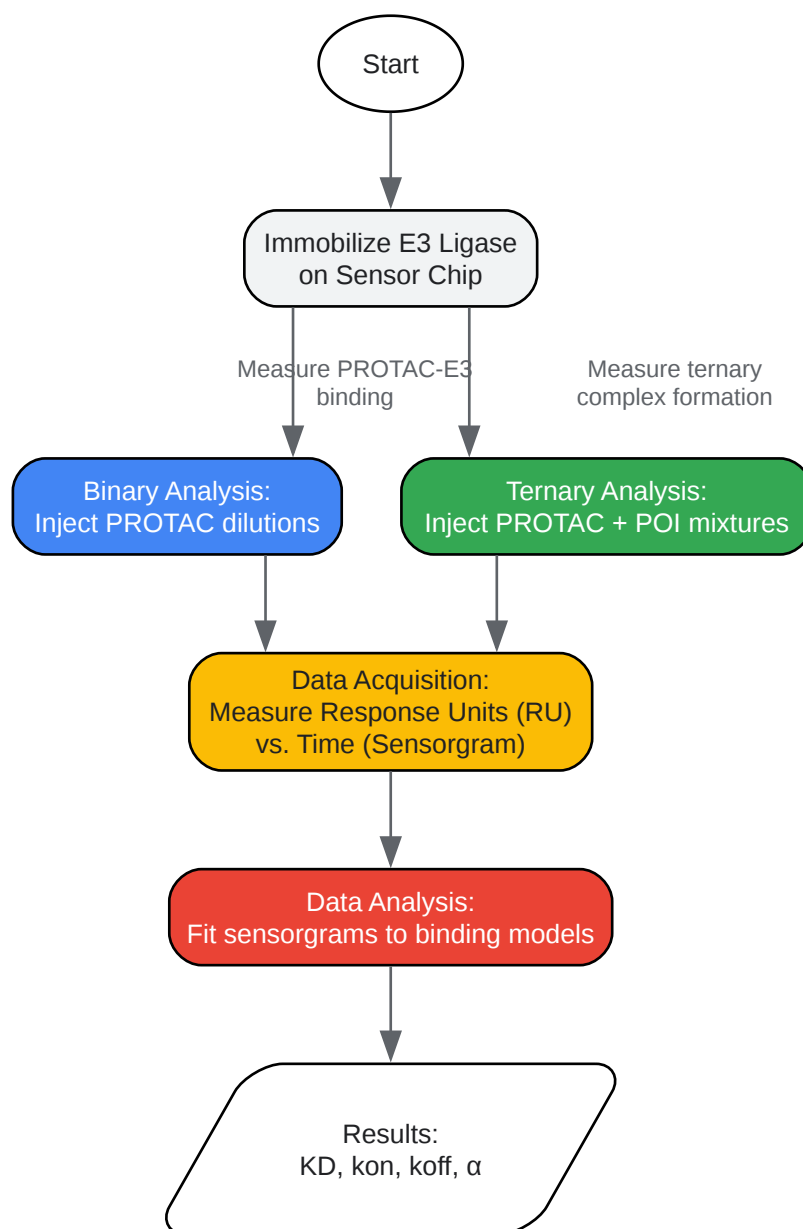 Start
Immobilize E3 Ligase
on Sensor Chip
Measure PROTAC-E3
binding
Measure ternary
complex formation
Binary Analysis:
Inject PROTAC dilutions
Ternary Analysis:
Inject PROTAC + POI mixtures
Data Acquisition:
Measure Response Units (RU)
vs. Time (Sensorgram)
Data Analysis:
Fit sensorgrams to binding models
Results:
KD, kon, koff, α